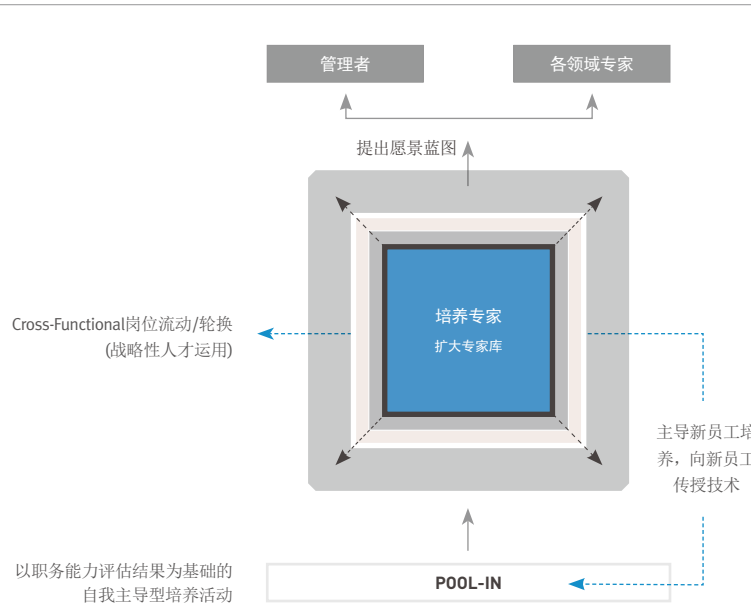 管理者
各领域专家
提出愿景蓝图
培养专家
扩大专家库
Cross-Functional岗位流动/轮换
(战略性人才运用)
主导新员工培
养，向新员工
传授技术
以职务能力评估结果为基础的
自我主导型培养活动
POOL-IN